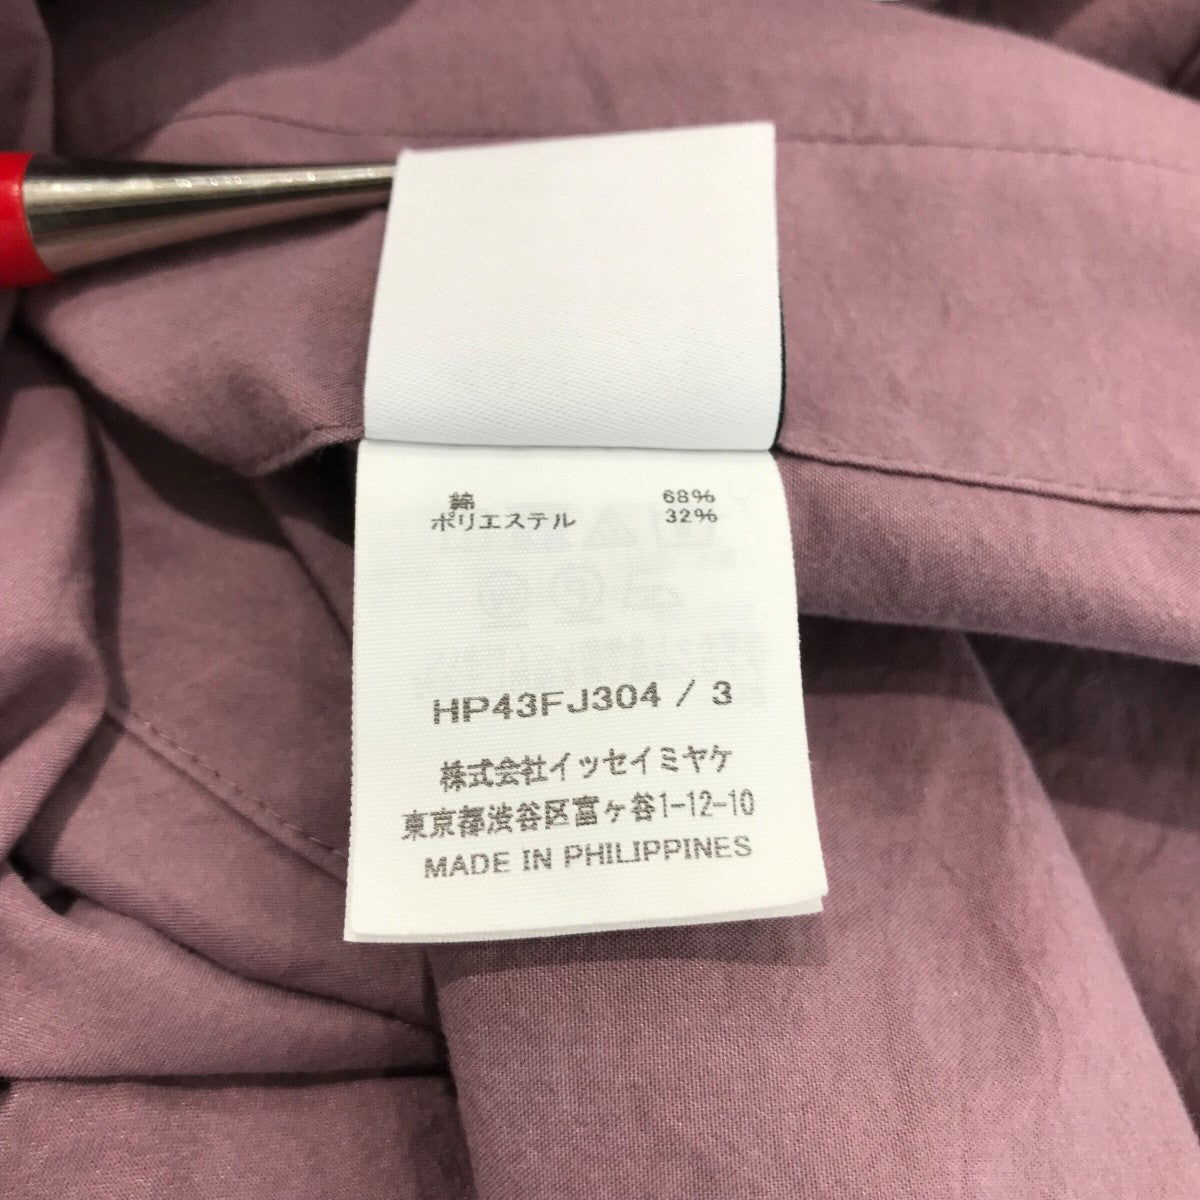 綿 68%
ポリエステル 32%
HP43FJ304 / 3
株式会社イッセイミヤケ
東京都渋谷区富ヶ谷1-12-10
MADE IN PHILIPPINES